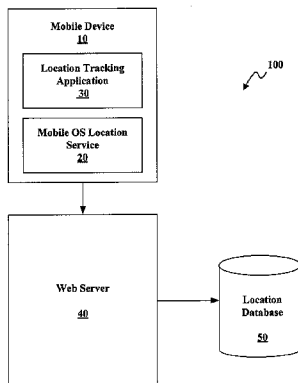 Mobile Device
10
Location Tracking
Application
30
100
Mobile OS Location
Service
20
Web Server
40
Location
Database
50